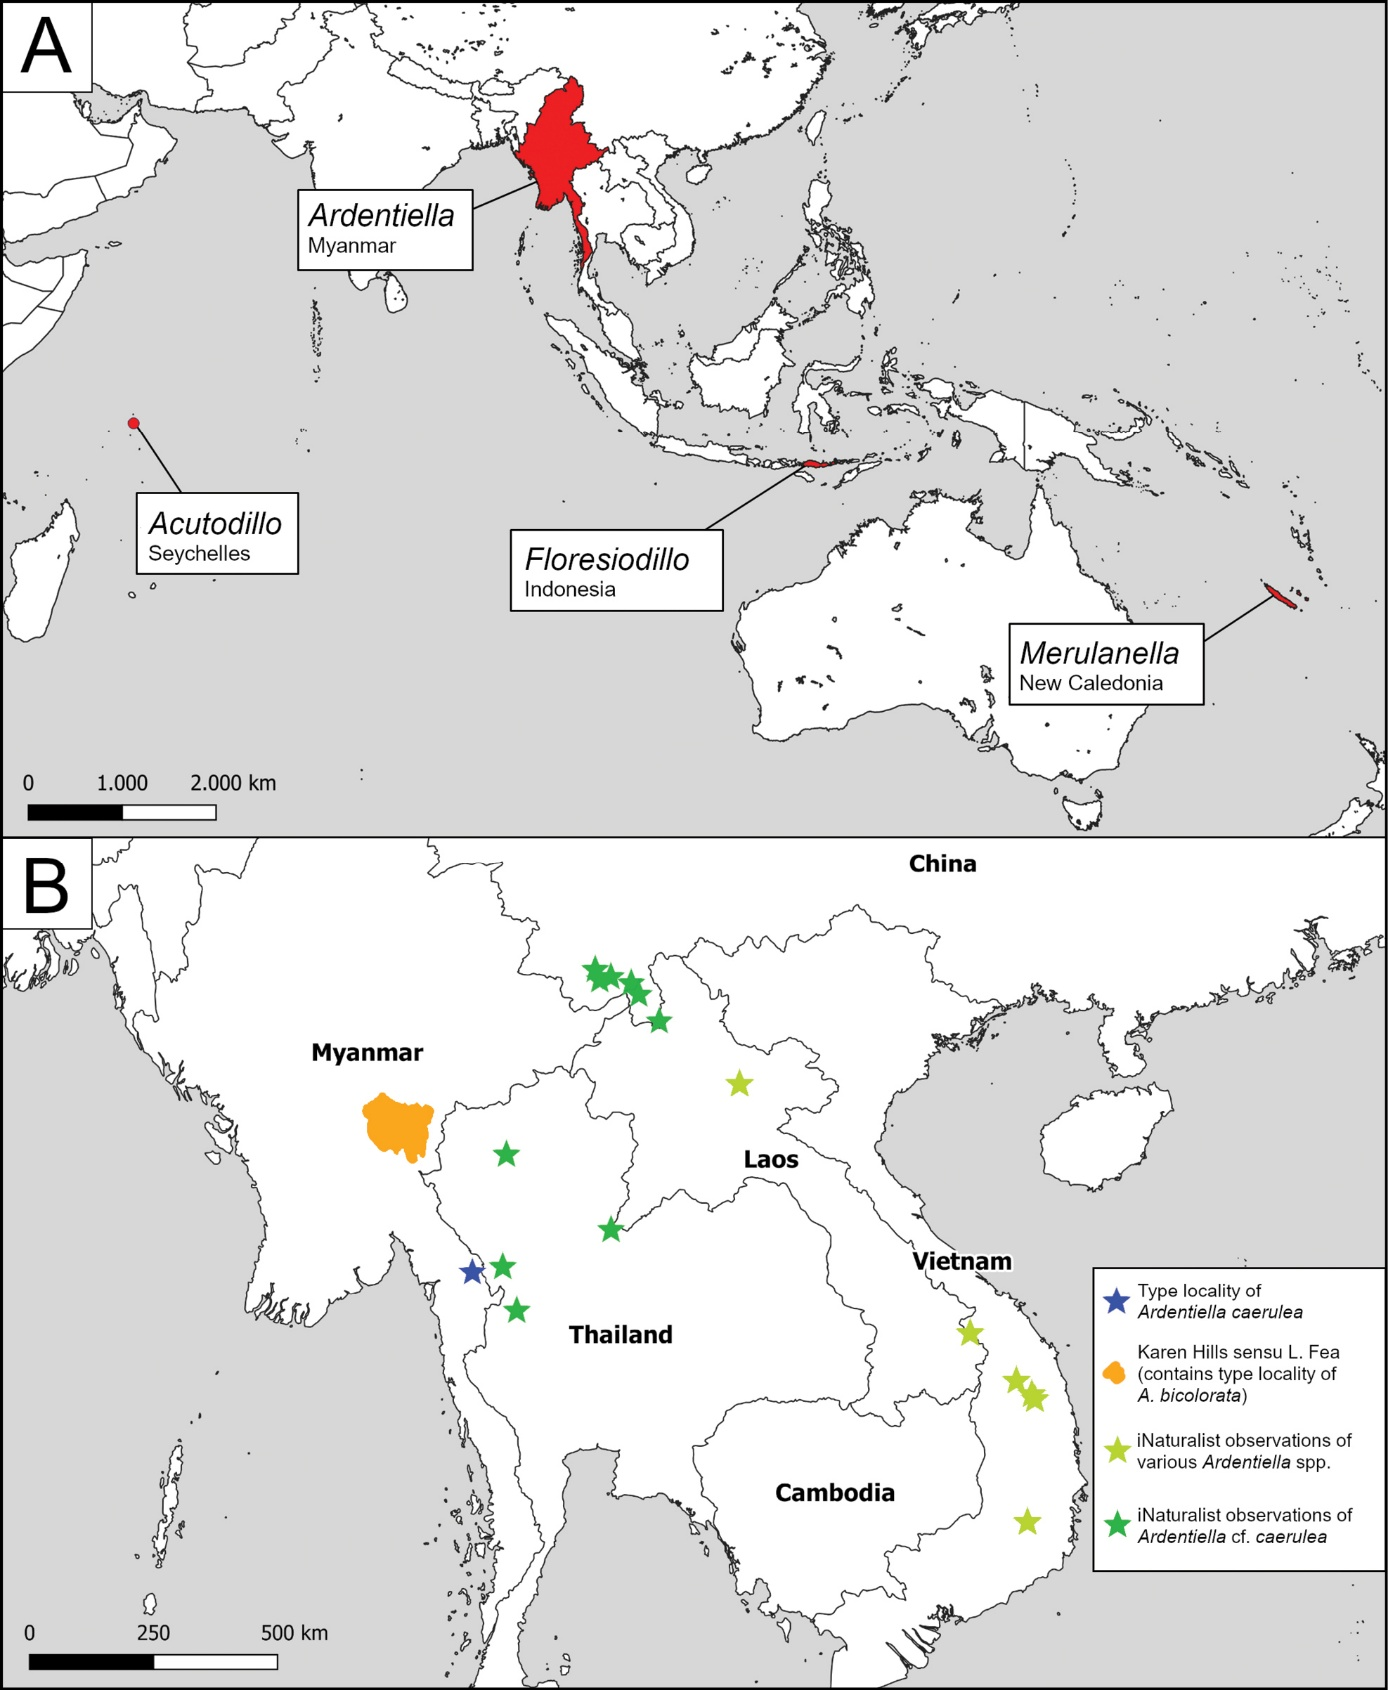 A
Ardentiella
Myanmar
Acutodillo
Seychelles
Floresiodillo
Indonesia
Merulanella
New Caledonia
0 1.000 2.000 km
B
China
Myanmar
Laos
Vietnam
Thailand
Cambodia
Type locality of
Ardentiella caerulea
Karen Hills sensu L. Fea
(contains type locality of
A. bicolorata)
iNaturalist observations of
various Ardentiella spp.
iNaturalist observations of
Ardentiella cf. caerulea
0 250 500 km